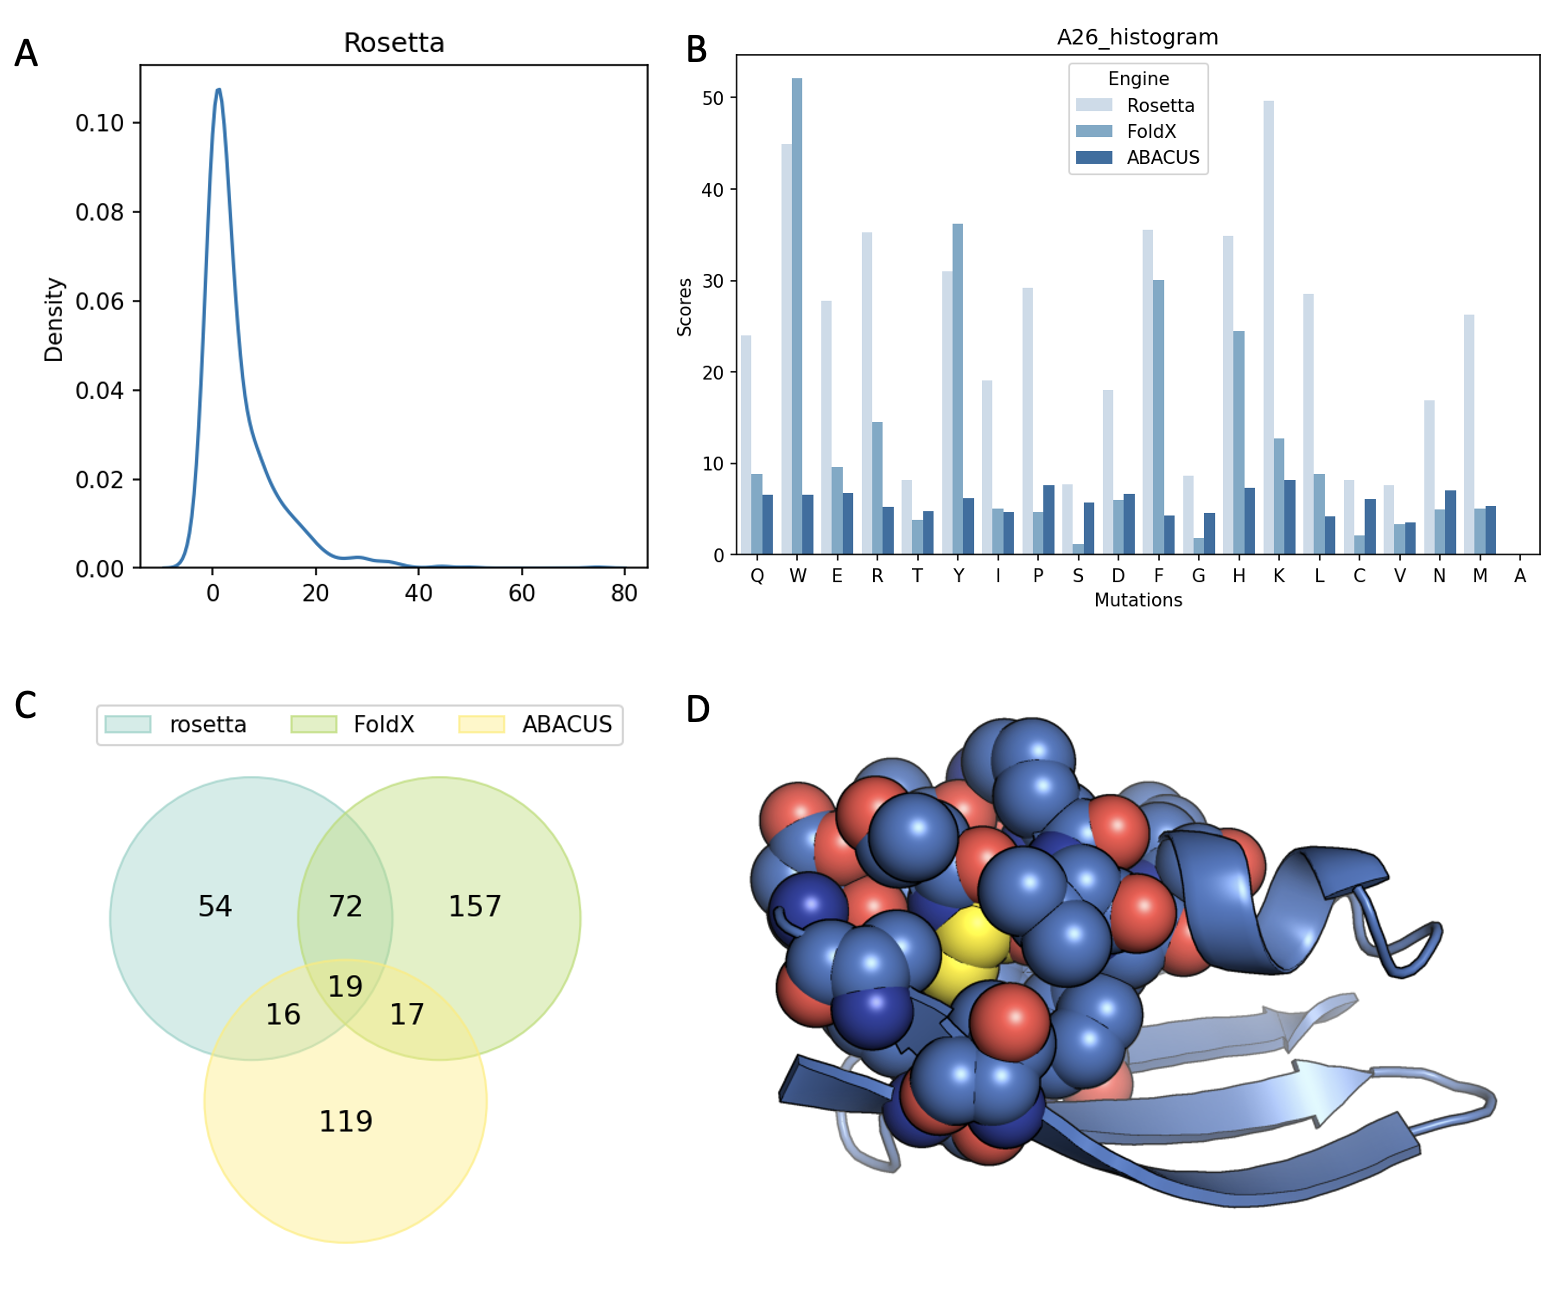 A
Rosetta
0.10
0.08
0.06
0.04
0.02
0.00
Density
0 20 40 60 80
B
A26_histogram
Engine
Rosetta
FoldX
ABACUS
50
40
30
20
10
0
Scores
Q W E R T Y I P S D F G H K L C V N M A
Mutations
C
rosetta FoldX ABACUS
54 72 157
19
16 17
119
D